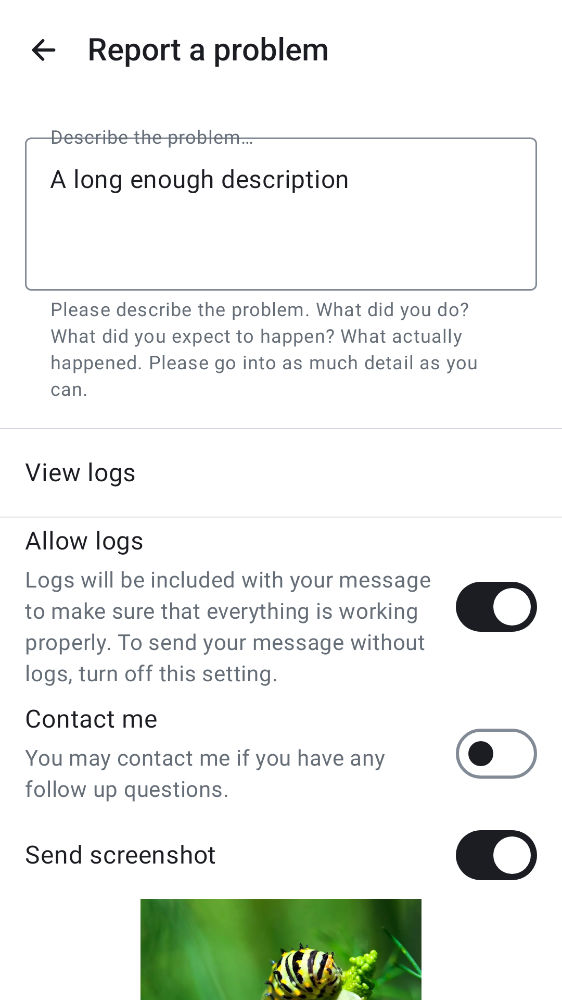 Report a problem
Describe the problem…
A long enough description
Please describe the problem. What did you do?
What did you expect to happen? What actually
happened. Please go into as much detail as you
can.
View logs
Allow logs
Logs will be included with your message
to make sure that everything is working
properly. To send your message without
logs, turn off this setting.
Contact me
You may contact me if you have any
follow up questions.
Send screenshot